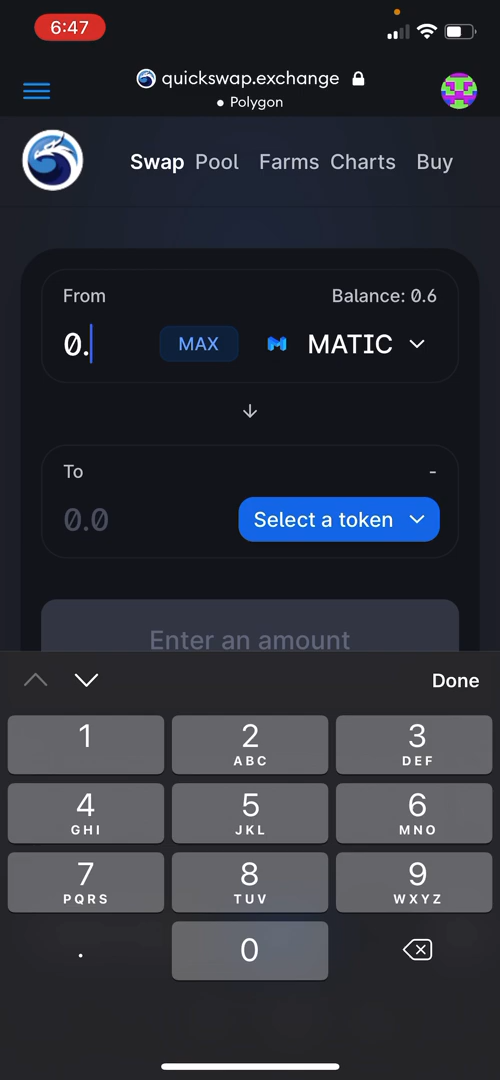 6:47
quickswap.exchange
• Polygon
Swap Pool Farms Charts Buy
From Balance: 0.6
0. MAX MATIC
To -
0.0 Select a token
Enter an amount
Done
1 2 3
ABC DEF
4 5 6
GHI JKL MNO
7 8 9
PQRS TUV WXYZ
. 0